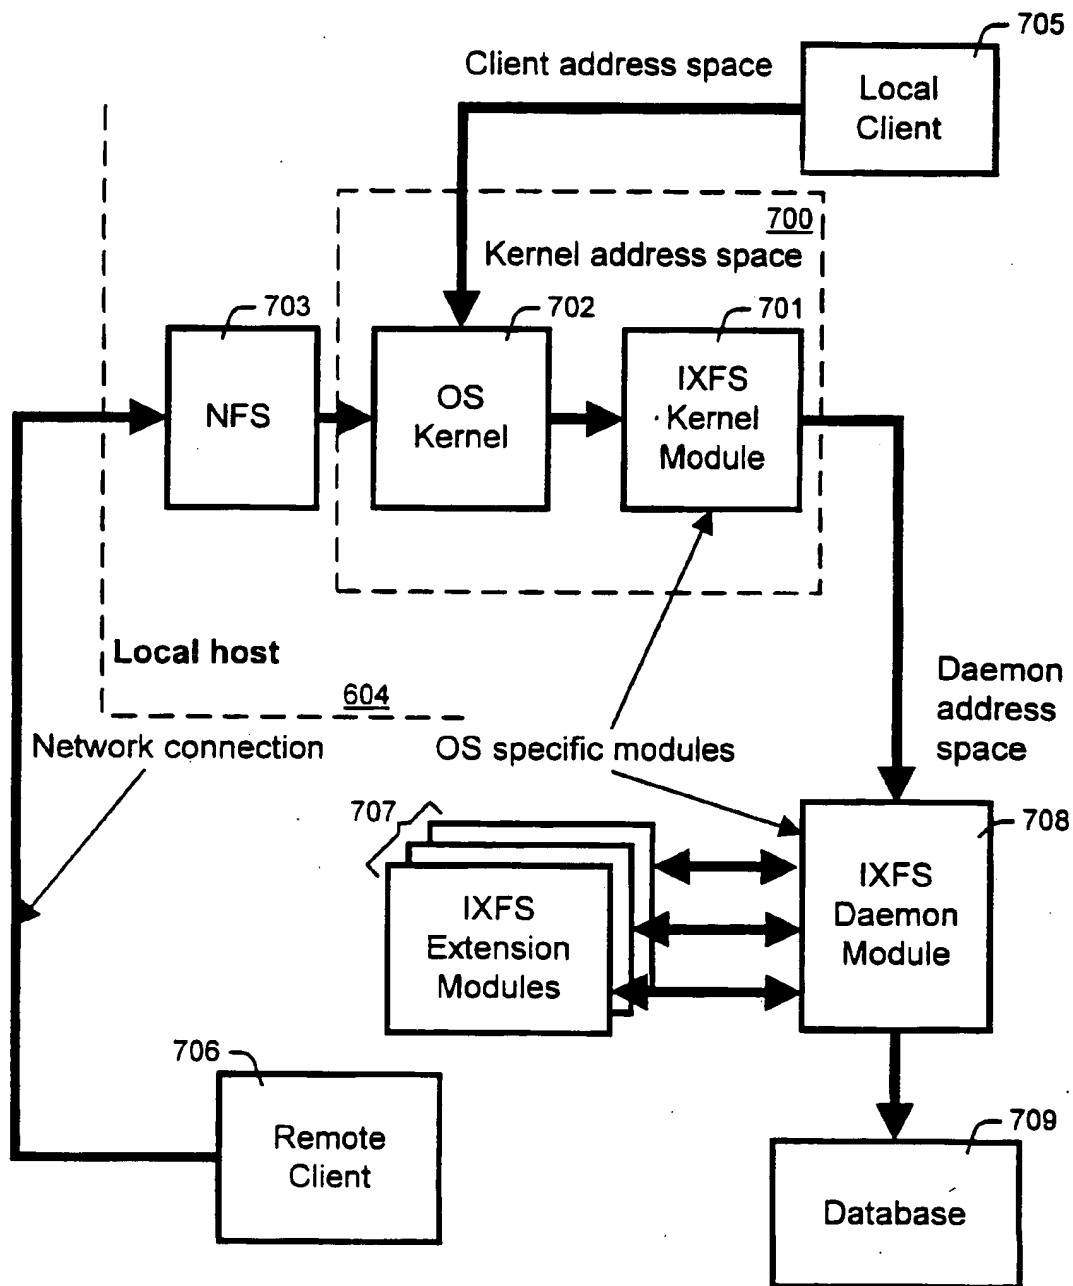 705
Client address space
Local
Client
700
Kernel address space
703
702
701
NFS
OS
Kernel
IXFS
Kernel
Module
Local host
604
Network connection
OS specific modules
Daemon
address
space
707
708
IXFS
Extension
Modules
IXFS
Daemon
Module
706
Remote
Client
709
Database